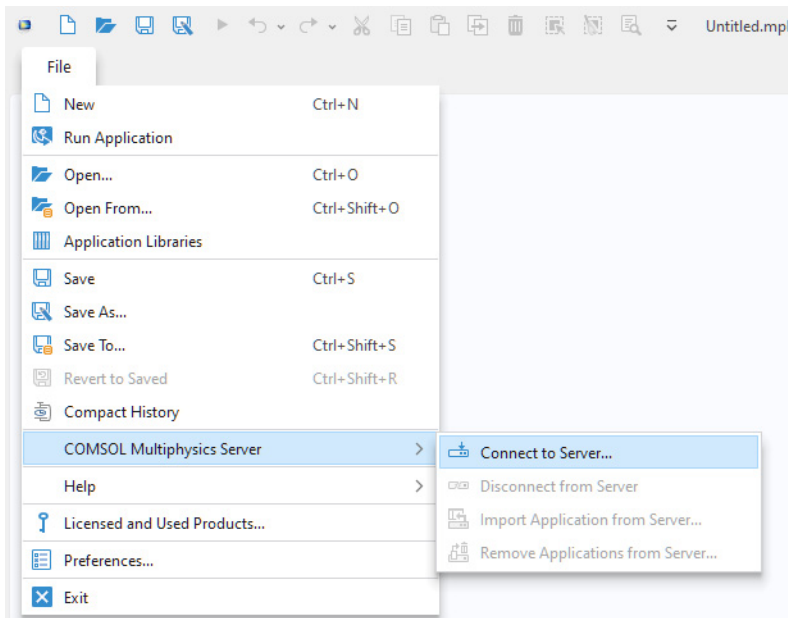 Untitled.mp
File
New Ctrl+N
Run Application
Open... Ctrl+O
Open From... Ctrl+Shift+O
Application Libraries
Save Ctrl+S
Save As...
Save To... Ctrl+Shift+S
Revert to Saved Ctrl+Shift+R
Compact History
COMSOL Multiphysics Server
Connect to Server...
Help
Disconnect from Server
Licensed and Used Products...
Import Application from Server...
Preferences...
Remove Applications from Server...
Exit